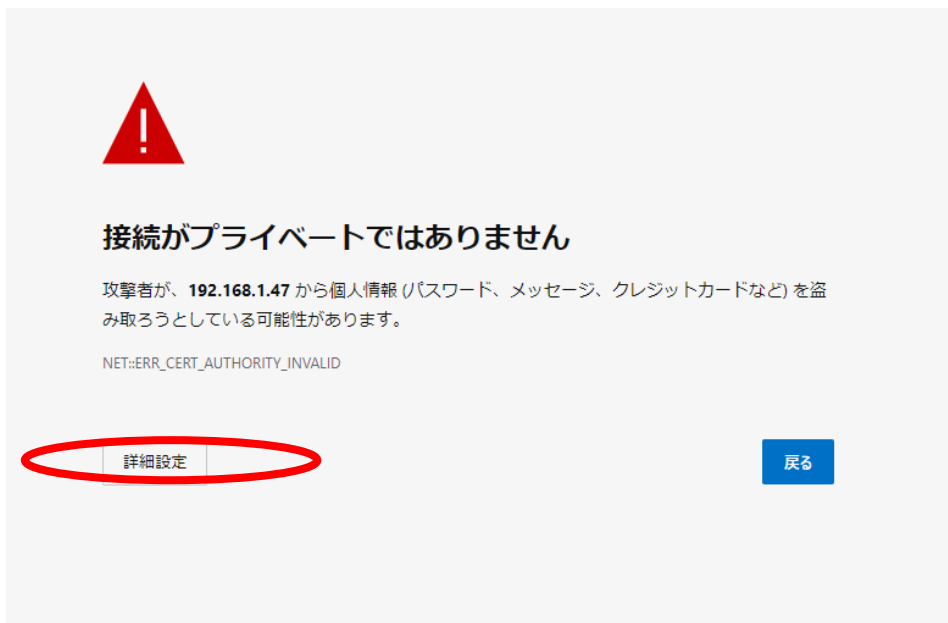 接続がプライベートではありません
攻撃者が、192.168.1.47 から個人情報 (パスワード、メッセージ、クレジットカードなど) を盗
み取ろうとしている可能性があります。
NET::ERR_CERT_AUTHORITY_INVALID
詳細設定
戻る